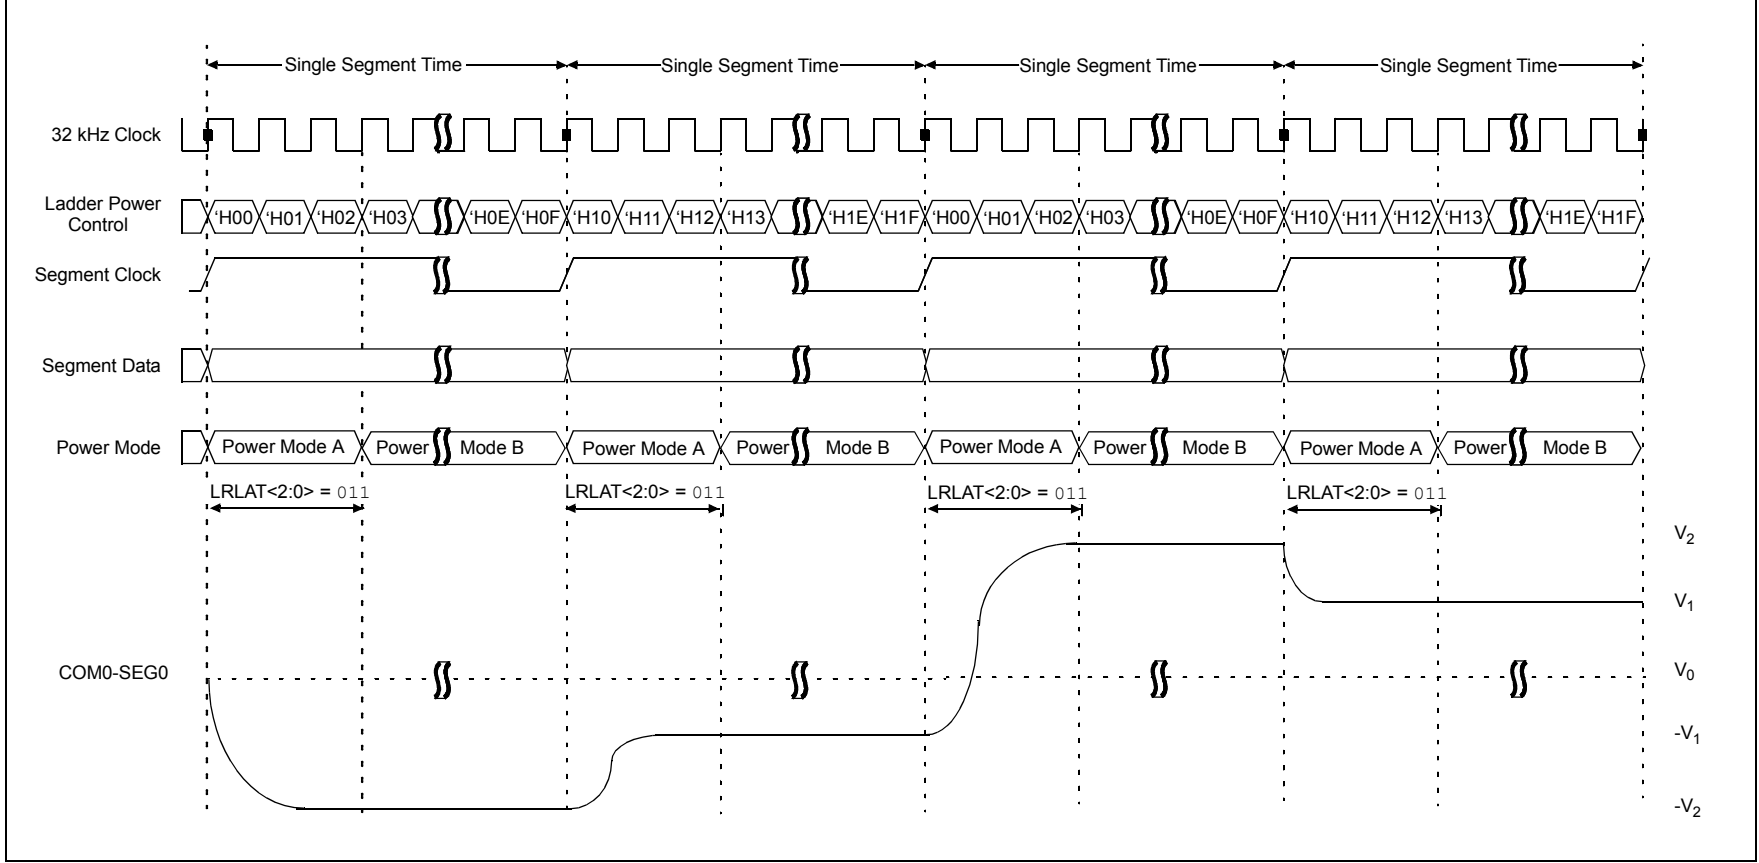 Single Segment Time Single Segment Time Single Segment Time Single Segment Time
32 kHz Clock
Ladder Power
Control
'H00 'H01 'H02 'H03 'H0E 'H0F 'H10 'H11 'H12 'H13 'H1E 'H1F 'H00 'H01 'H02 'H03 'H0E 'H0F 'H10 'H11 'H12 'H13 'H1E 'H1F
Segment Clock
Segment Data
Power Mode Power Mode A Power Mode B Power Mode A Power Mode B Power Mode A Power Mode B Power Mode A Power Mode B
LRLAT<2:0> = 011 LRLAT<2:0> = 011 LRLAT<2:0> = 011 LRLAT<2:0> = 011
V2
V1
COM0-SEG0 V0
-V1
-V2